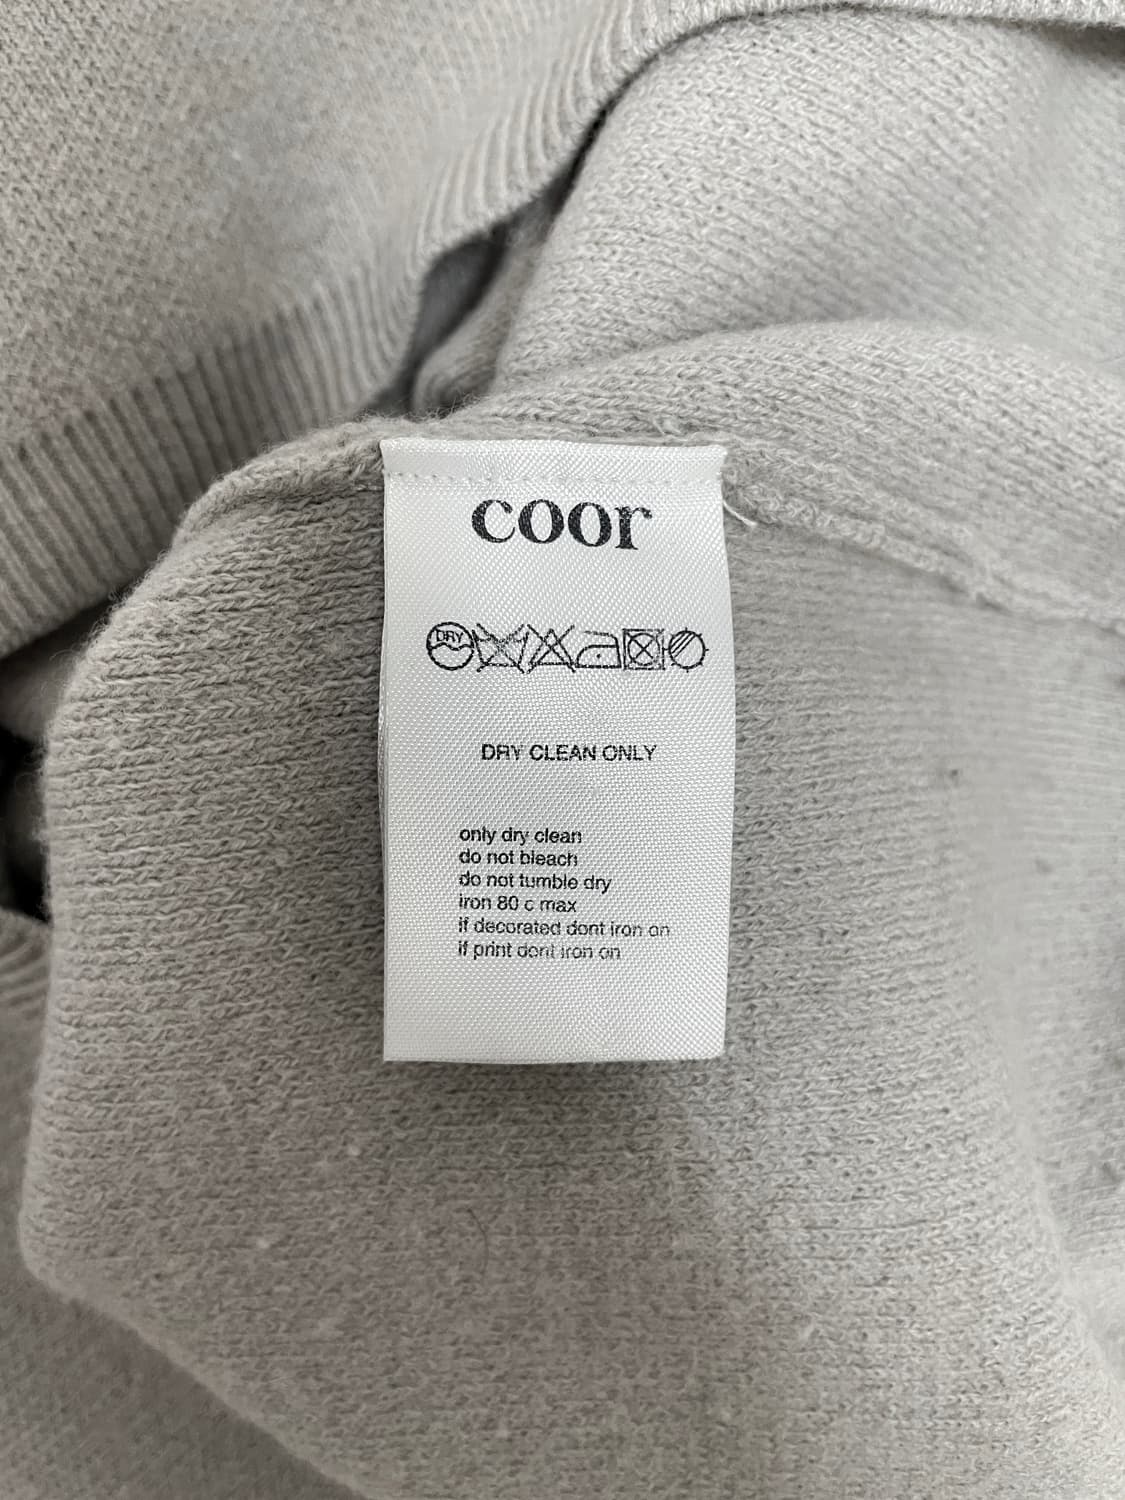 coor
DRY
DRY CLEAN ONLY
only dry clean
do not bleach
do not tumble dry
iron 80 c max
if decorated dont iron on
if print dont iron on